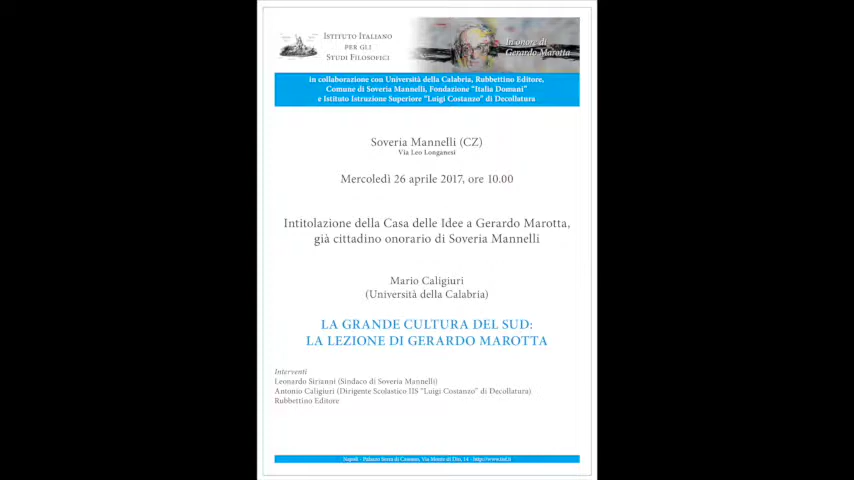 Istituto Italiano
per gli
Studi Filosofici
In onore di
Gerardo Marotta
in collaborazione con Università della Calabria, Rubbettino Editore,
Comune di Soveria Mannelli, Fondazione “Italia Domani”
e Istituto Istruzione Superiore “Luigi Costanzo” di Decollatura
Soveria Mannelli (CZ)
Via Leo Longanesi
Mercoledì 26 aprile 2017, ore 10.00
Intitolazione della Casa delle Idee a Gerardo Marotta,
già cittadino onorario di Soveria Mannelli
Mario Caligiuri
(Università della Calabria)
LA GRANDE CULTURA DEL SUD:
LA LEZIONE DI GERARDO MAROTTA
Interventi
Leonardo Sirianni (Sindaco di Soveria Mannelli)
Antonio Caligiuri (Dirigente Scolastico IIS “Luigi Costanzo” di Decollatura)
Rubbettino Editore
Napoli - Palazzo Serra di Cassano, Via Monte di Dio, 14 - http://www.iisf.it